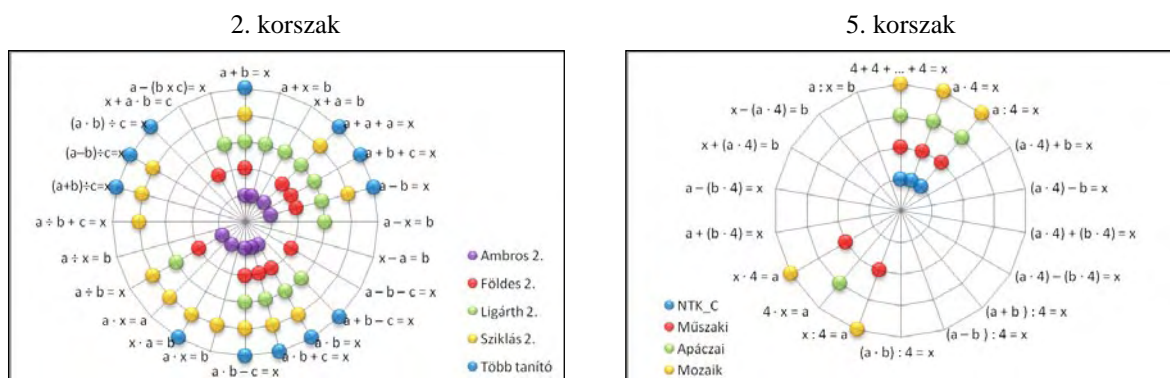 2. korszak
a + b = x
a + x = b
x + a = b
a + a + a = x
a + b + c = x
a – b = x
a – x = b
x – a = b
a – b – c = x
a + b – c = x
a · b = x
a · b + c = x
a · b – c = x
a · x = b
x · a = b
a · x = a
a ÷ b = x
a ÷ x = b
a ÷ b + c = x
(a+b)÷c=x
(a–b)÷c=x
(a · b) ÷ c = x
x + a · b = c
a – (b x c)= x
Ambros 2.
Földes 2.
Ligárth 2.
Sziklás 2.
Több tanító
5. korszak
4 + 4 + ... + 4 = x
a · 4 = x
a : 4 = x
(a · 4) + b = x
(a · 4) – b = x
(a · 4) + (b · 4) = x
(a · 4) – (b · 4) = x
(a + b ) : 4 = x
(a – b ) : 4 = x
(a · b) : 4 = x
x : 4 = a
4 · x = a
x · 4 = a
a + (b · 4) = x
a – (b · 4) = x
x + (a · 4) = b
x – (a · 4) = b
a : x = b
NTK_C
Műszaki
Apáczai
Mozaik